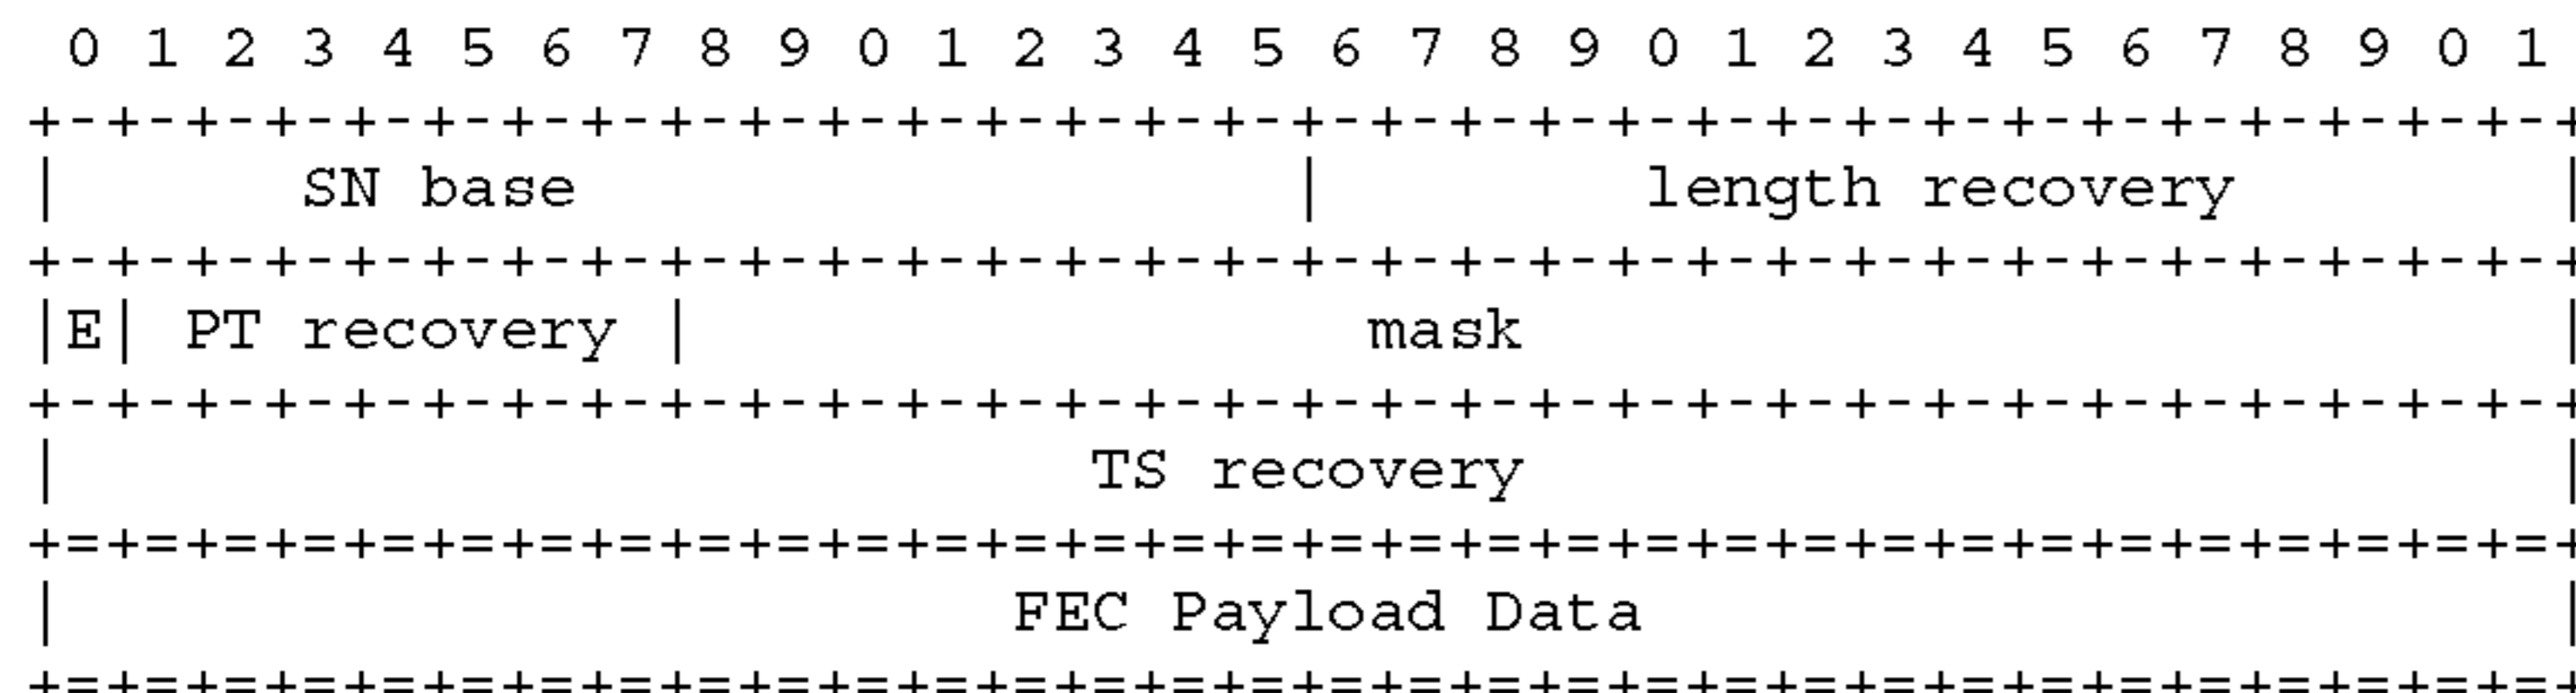 0 1 2 3 4 5 6 7 8 9 0 1 2 3 4 5 6 7 8 9 0 1 2 3 4 5 6 7 8 9 0 1
+-+-+-+-+-+-+-+-+-+-+-+-+-+-+-+-+-+-+-+-+-+-+-+-+-+-+-+-+-+-+-+-+
|      SN base                  |        length recovery        |
+-+-+-+-+-+-+-+-+-+-+-+-+-+-+-+-+-+-+-+-+-+-+-+-+-+-+-+-+-+-+-+-+
|E| PT recovery |                 mask                          |
+-+-+-+-+-+-+-+-+-+-+-+-+-+-+-+-+-+-+-+-+-+-+-+-+-+-+-+-+-+-+-+-+
|                          TS recovery                          |
+=+=+=+=+=+=+=+=+=+=+=+=+=+=+=+=+=+=+=+=+=+=+=+=+=+=+=+=+=+=+=+=+
|                        FEC Payload Data                       |
+=+=+=+=+=+=+=+=+=+=+=+=+=+=+=+=+=+=+=+=+=+=+=+=+=+=+=+=+=+=+=+=+